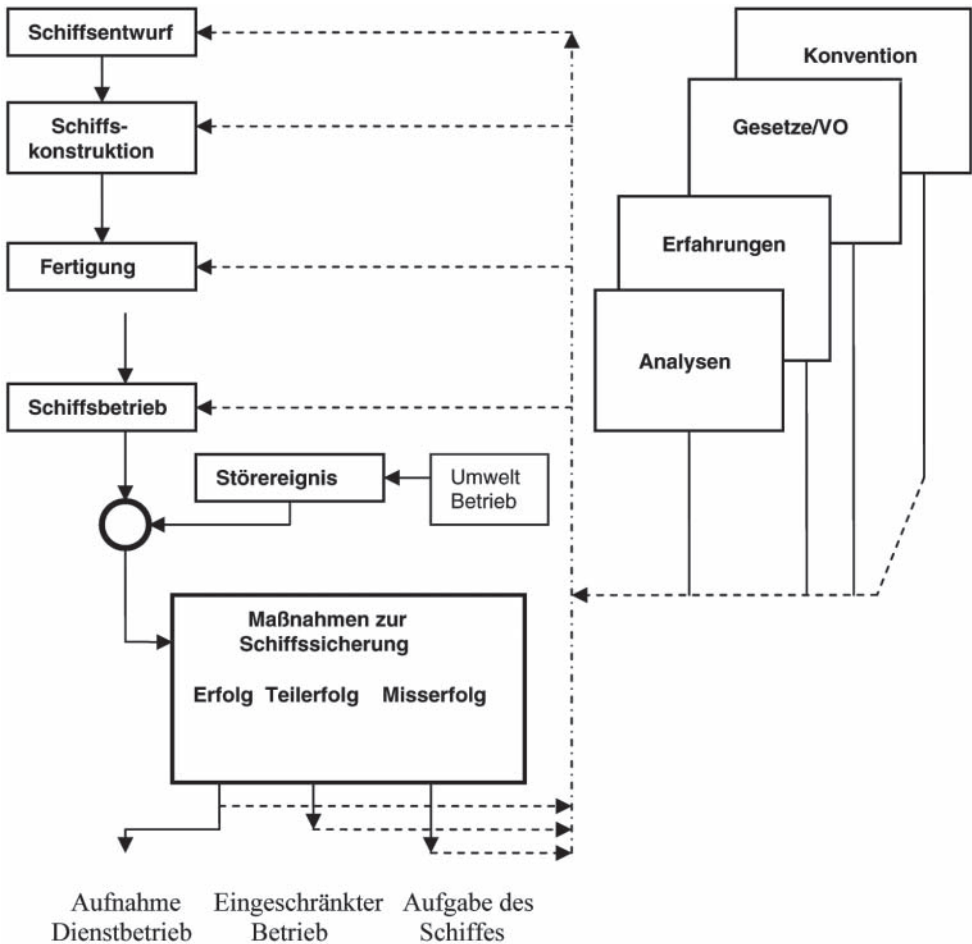 Schiffsentwurf
Schiffs-
konstruktion
Fertigung
Schiffsbetrieb
Störereignis
Umwelt
Betrieb
Maßnahmen zur
Schiffssicherung
Erfolg Teilerfolg Misserfolg
Aufnahme
Dienstbetrieb
Eingeschränkter
Betrieb
Aufgabe des
Schiffes
Konvention
Gesetze/VO
Erfahrungen
Analysen